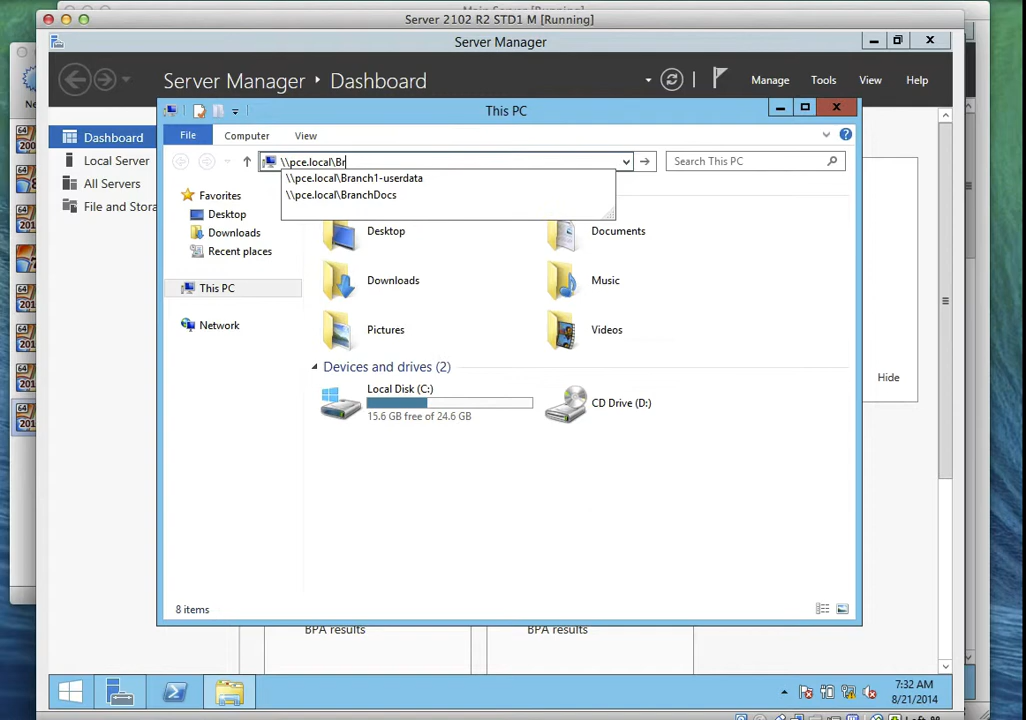 Server 2102 R2 STD1 M [Running]
Server Manager
Server Manager ‣ Dashboard
Manage Tools View Help
This PC
File Computer View
\\pce.local\Br
Search This PC
\\pce.local\Branch1-userdata
\\pce.local\BranchDocs
Dashboard
Local Server
All Servers
File and Stora
Favorites
Desktop
Downloads
Recent places
This PC
Network
Desktop
Documents
Downloads
Music
Pictures
Videos
Devices and drives (2)
Local Disk (C:)
15.6 GB free of 24.6 GB
CD Drive (D:)
Hide
8 items
BPA results
BPA results
7:32 AM
8/21/2014